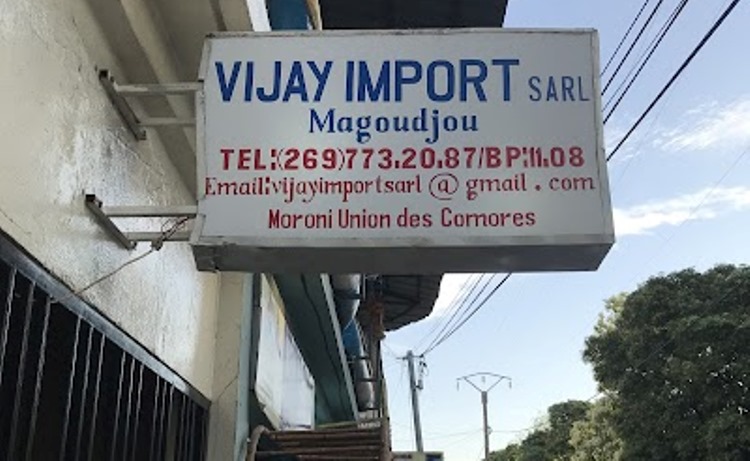 VIJAY IMPORT SARL
Magoudjou
TEL:(269)773.20.87/BP:11.08
Email:vijayimportsarl @ gmail . com
Moroni Union des Comores